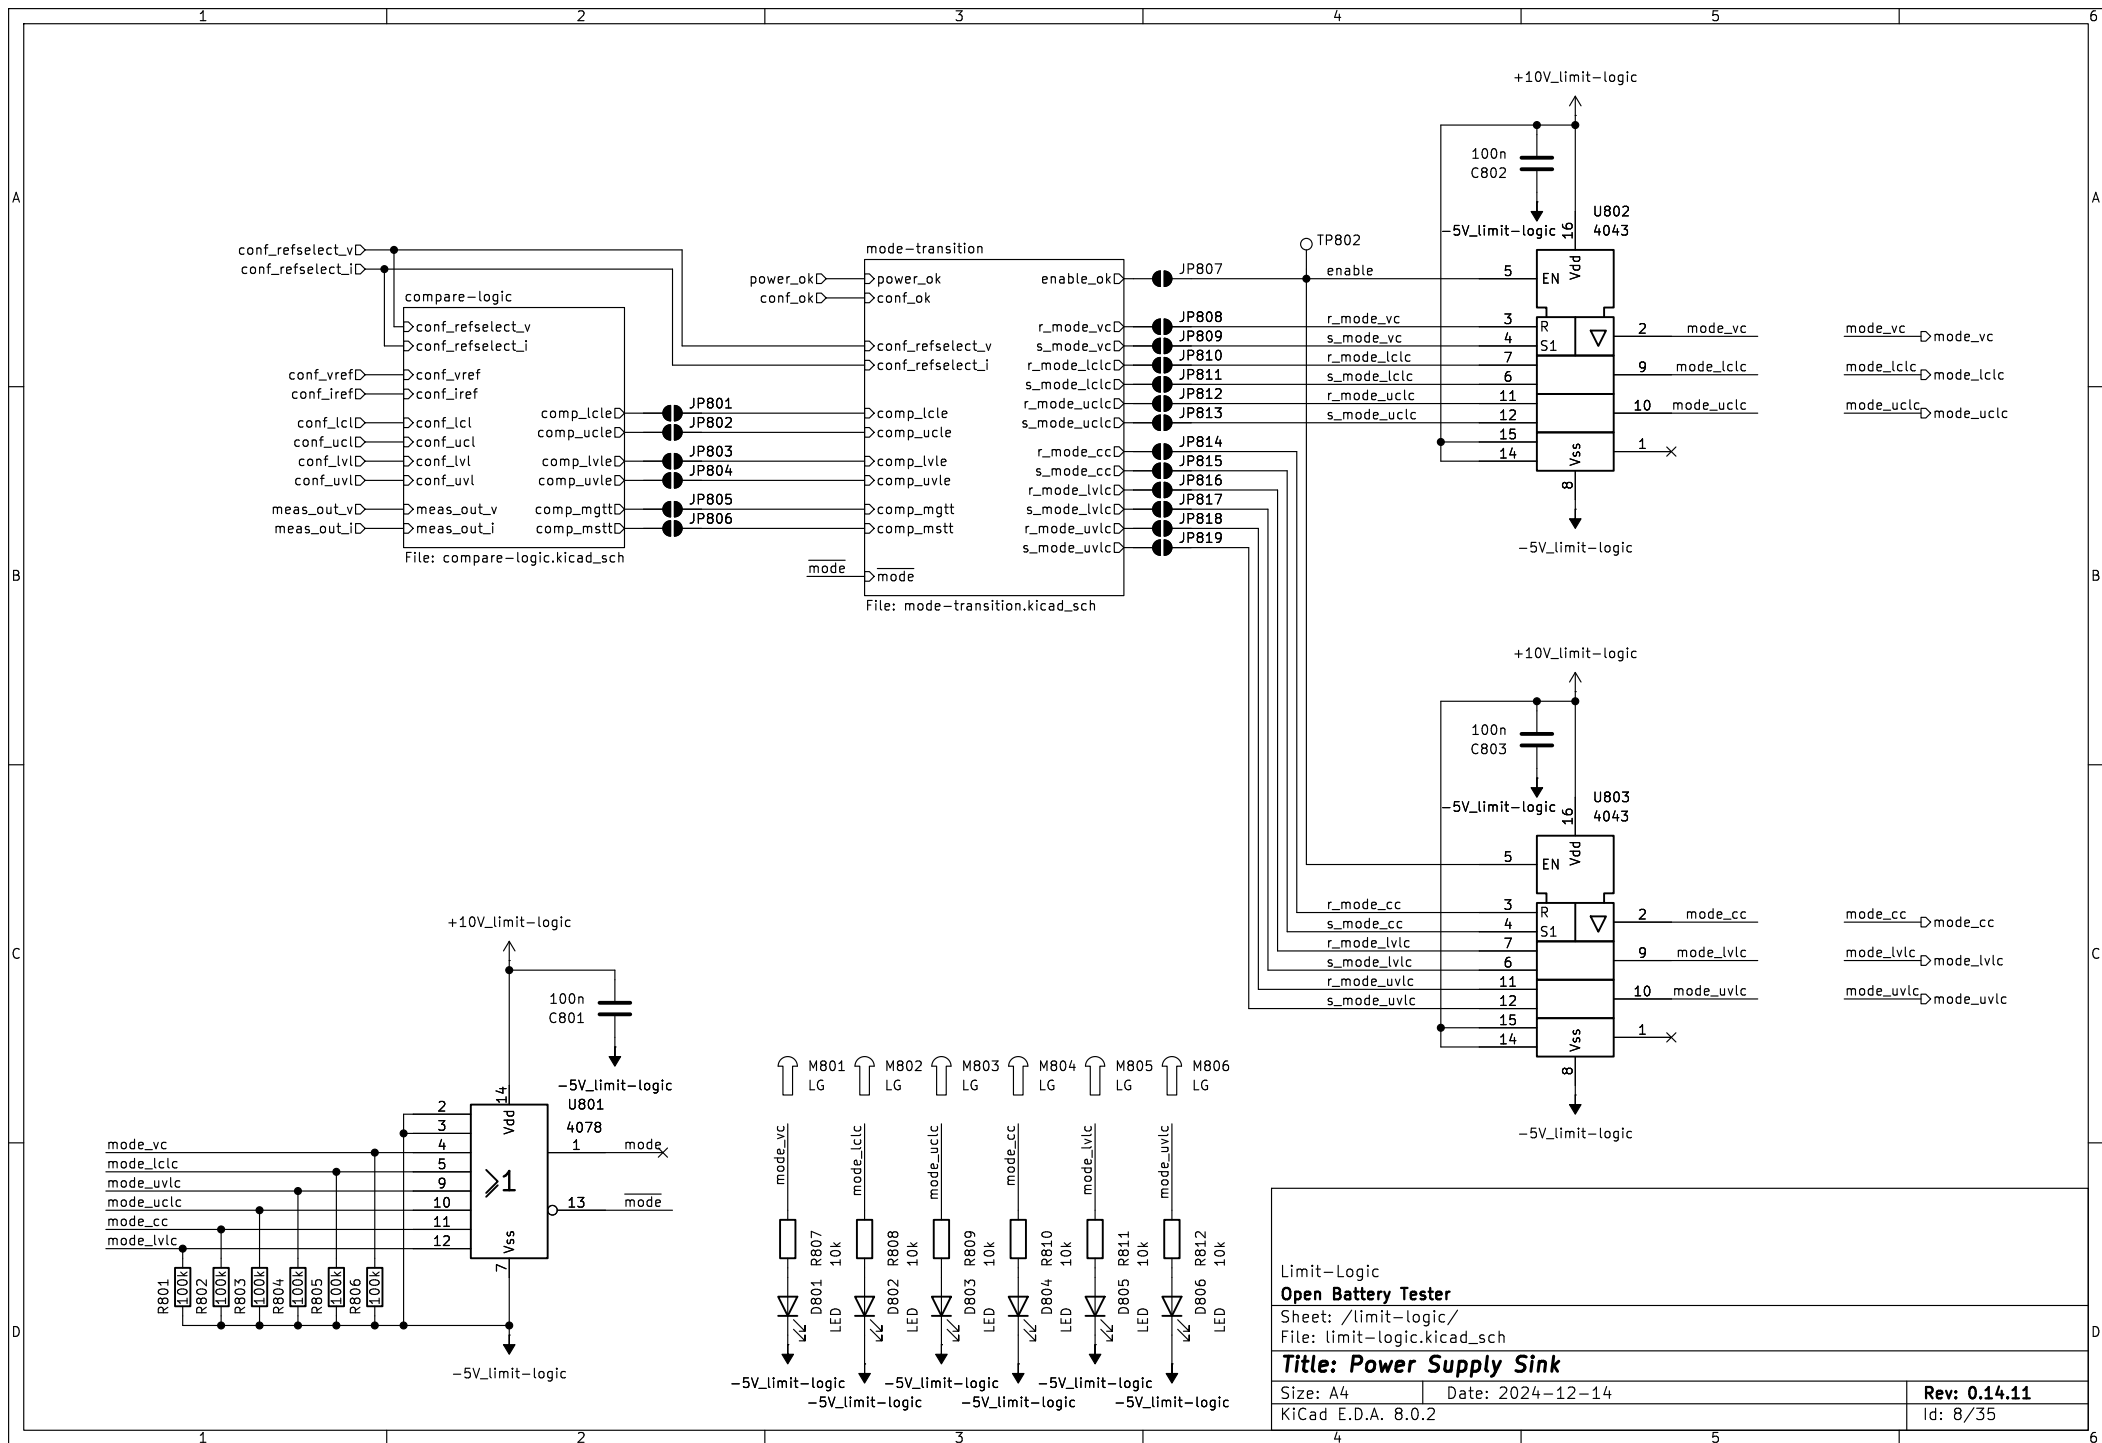 1 2 3 4 5 6
A
B
C
D
A
B
C
D
1 2 3 4 5 6
conf_refselect_v
conf_refselect_i
compare-logic
conf_refselect_v
conf_refselect_i
conf_vref conf_vref
conf_iref conf_iref
conf_lcl conf_lcl
conf_ucl conf_ucl
conf_lvl conf_lvl
conf_uvl conf_uvl
meas_out_v meas_out_v
meas_out_i meas_out_i
comp_lcle JP801
comp_ucle JP802
comp_lvle JP803
comp_uvle JP804
comp_mgtt JP805
comp_mstt JP806
File: compare-logic.kicad_sch
mode-transition
power_ok power_ok
conf_ok conf_ok
conf_refselect_v
conf_refselect_i
comp_lcle
comp_ucle
comp_lvle
comp_uvle
comp_mgtt
comp_mstt
mode mode
enable_ok JP807
r_mode_vc JP808
s_mode_vc JP809
r_mode_lclc JP810
s_mode_lclc JP811
r_mode_uclc JP812
s_mode_uclc JP813
r_mode_cc JP814
s_mode_cc JP815
r_mode_lvlc JP816
s_mode_lvlc JP817
r_mode_uvlc JP818
s_mode_uvlc JP819
File: mode-transition.kicad_sch
TP802
+10V_limit-logic
100n
C802
-5V_limit-logic
U802
4043
16
Vdd
enable 5 EN
r_mode_vc 3 R
s_mode_vc 4 S1
r_mode_lclc 7
s_mode_lclc 6
r_mode_uclc 11
s_mode_uclc 12
15
14
Vss
8
2 mode_vc
9 mode_lclc
10 mode_uclc
1
-5V_limit-logic
mode_vc mode_vc
mode_lclc mode_lclc
mode_uclc mode_uclc
+10V_limit-logic
100n
C803
-5V_limit-logic
U803
4043
16
Vdd
5 EN
r_mode_cc 3 R
s_mode_cc 4 S1
r_mode_lvlc 7
s_mode_lvlc 6
r_mode_uvlc 11
s_mode_uvlc 12
15
14
Vss
8
2 mode_cc
9 mode_lvlc
10 mode_uvlc
1
-5V_limit-logic
mode_cc mode_cc
mode_lvlc mode_lvlc
mode_uvlc mode_uvlc
+10V_limit-logic
100n
C801
-5V_limit-logic
U801
4078
14
Vdd
2
3
mode_vc 4
mode_lclc 5
mode_uvlc 9
mode_uclc 10
mode_cc 11
mode_lvlc 12
≥1
1 mode
13 mode
Vss
7
R801 100k
R802 100k
R803 100k
R804 100k
R805 100k
R806 100k
-5V_limit-logic
M801 M802 M803 M804 M805 M806
LG LG LG LG LG LG
mode_vc mode_lclc mode_uclc mode_cc mode_lvlc mode_uvlc
R807 10k R808 10k R809 10k R810 10k R811 10k R812 10k
D801 LED D802 LED D803 LED D804 LED D805 LED D806 LED
-5V_limit-logic -5V_limit-logic -5V_limit-logic
-5V_limit-logic -5V_limit-logic -5V_limit-logic
Limit-Logic
Open Battery Tester
Sheet: /limit-logic/
File: limit-logic.kicad_sch
Title: Power Supply Sink
Size: A4 Date: 2024-12-14 Rev: 0.14.11
KiCad E.D.A. 8.0.2 Id: 8/35